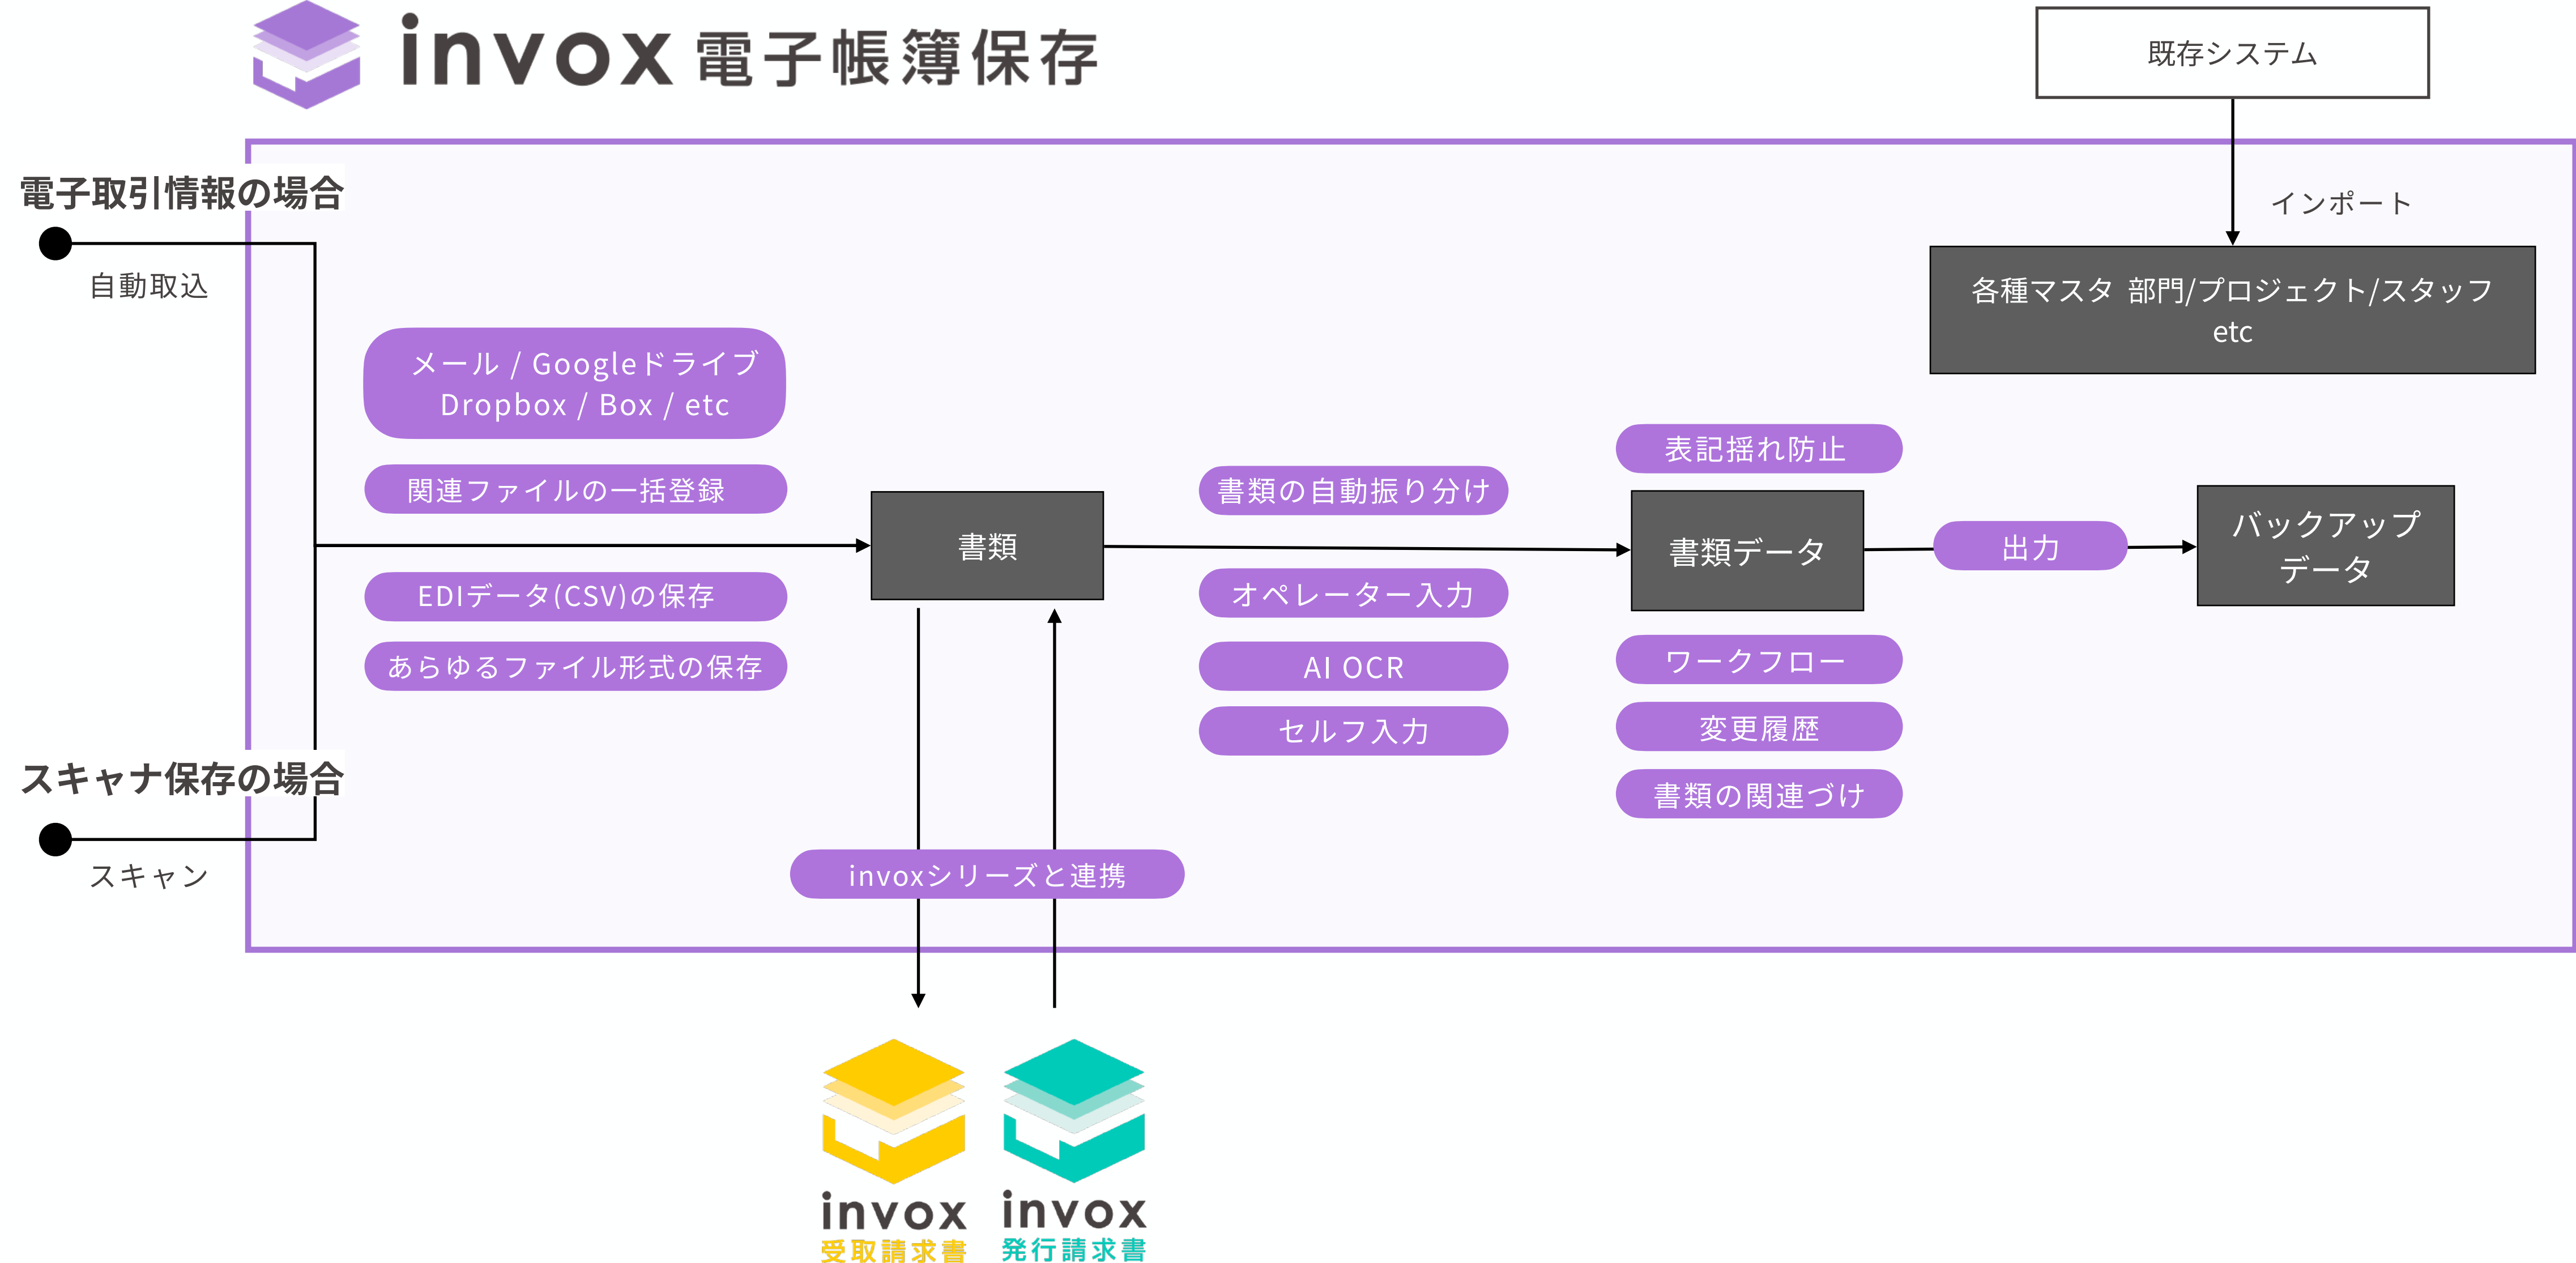 invox 電子帳簿保存
既存システム
電子取引情報の場合
インポート
自動取込
各種マスタ 部門/プロジェクト/スタッフ
etc
メール / Googleドライブ
Dropbox / Box / etc
関連ファイルの一括登録
EDIデータ(CSV)の保存
あらゆるファイル形式の保存
書類
書類の自動振り分け
オペレーター入力
AI OCR
セルフ入力
表記揺れ防止
書類データ
ワークフロー
変更履歴
書類の関連づけ
出力
バックアップ
データ
スキャナ保存の場合
スキャン
invoxシリーズと連携
invox
受取請求書
invox
発行請求書